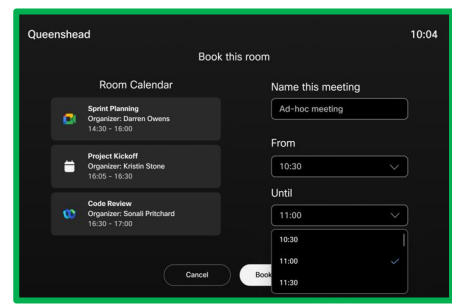 Queenshead 10:04
Book this room
Room Calendar
Sprint Planning
Organizer: Darren Owens
14:30 - 16:00
Project Kickoff
Organizer: Kristin Stone
16:05 - 16:30
Code Review
Organizer: Sonali Pritchard
16:30 - 17:00
Name this meeting
Ad-hoc meeting
From
10:30
Until
11:00
10:30
11:00
11:30
Cancel
Book